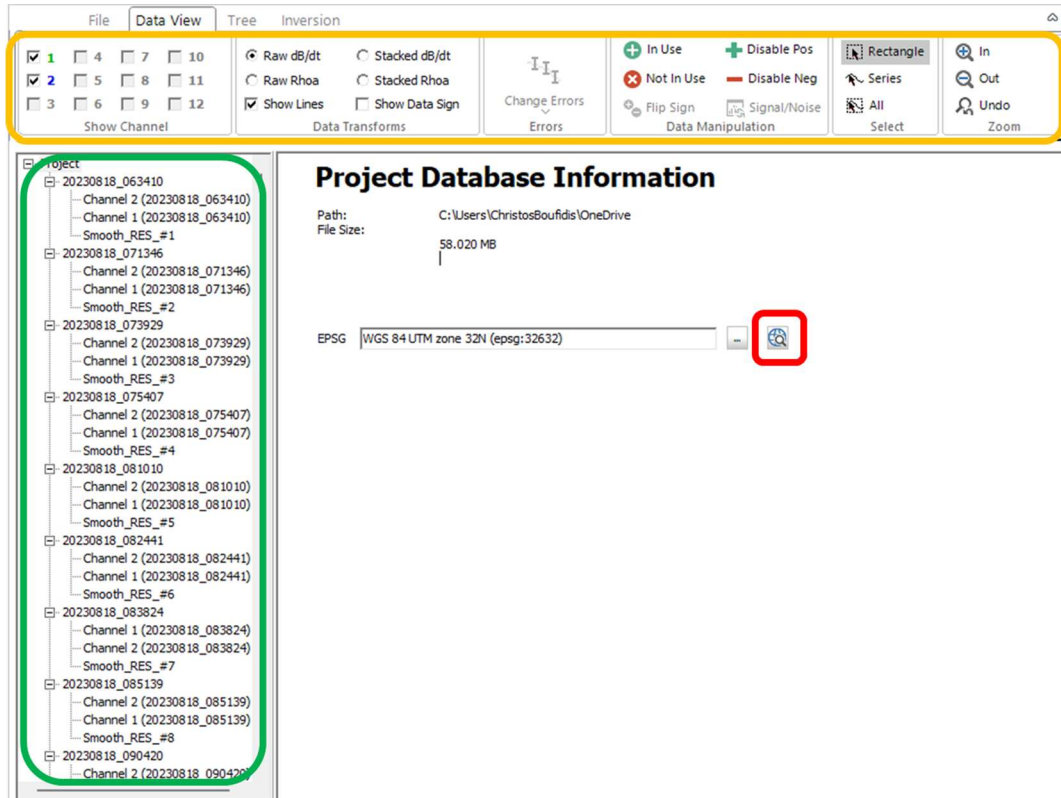 File Data View Tree Inversion
1 4 7 10
2 5 8 11
3 6 9 12
Show Channel
Raw dB/dt Stacked dB/dt
Raw Rhoa Stacked Rhoa
Show Lines Show Data Sign
Data Transforms
Change Errors
Errors
In Use Disable Pos
Not In Use Disable Neg
Flip Sign Signal/Noise
Data Manipulation
Rectangle
Series
All
Select
In
Out
Undo
Zoom
Project
20230818_063410
Channel 2 (20230818_063410)
Channel 1 (20230818_063410)
Smooth_RES_#1
20230818_071346
Channel 2 (20230818_071346)
Channel 1 (20230818_071346)
Smooth_RES_#2
20230818_073929
Channel 2 (20230818_073929)
Channel 1 (20230818_073929)
Smooth_RES_#3
20230818_075407
Channel 2 (20230818_075407)
Channel 1 (20230818_075407)
Smooth_RES_#4
20230818_081010
Channel 2 (20230818_081010)
Channel 1 (20230818_081010)
Smooth_RES_#5
20230818_082441
Channel 2 (20230818_082441)
Channel 1 (20230818_082441)
Smooth_RES_#6
20230818_083824
Channel 1 (20230818_083824)
Channel 2 (20230818_083824)
Smooth_RES_#7
20230818_085139
Channel 2 (20230818_085139)
Channel 1 (20230818_085139)
Smooth_RES_#8
20230818_090420
Channel 2 (20230818_090420)
Project Database Information
Path: C:\Users\ChristosBoufidis\OneDrive
File Size:
58.020 MB
EPSG WGS 84 UTM zone 32N (epsg:32632) ...